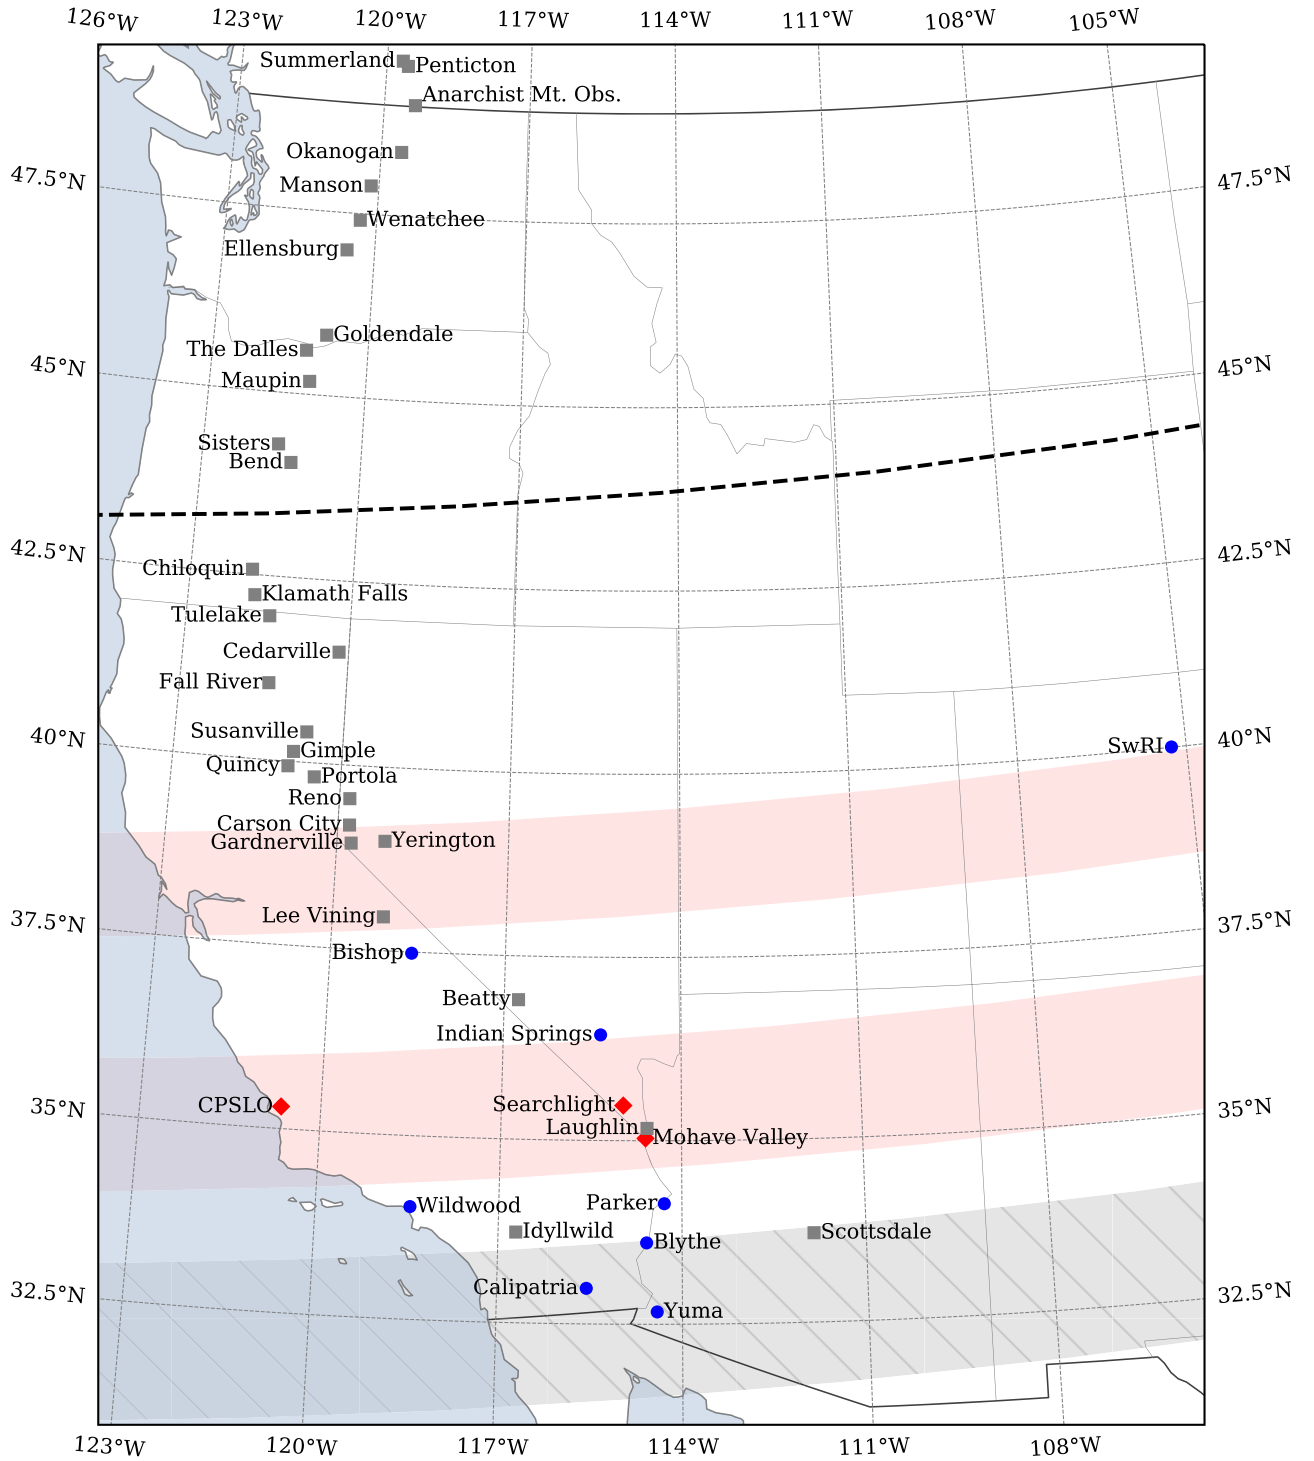 126°W 123°W 120°W 117°W 114°W 111°W 108°W 105°W
Summerland
Penticton
Anarchist Mt. Obs.
Okanogan
47.5°N
47.5°N
Manson
Wenatchee
Ellensburg
Goldendale
The Dalles
45°N
45°N
Maupin
Sisters
Bend
42.5°N
42.5°N
Chiloquin
Klamath Falls
Tulelake
Cedarville
Fall River
Susanville
40°N
40°N
SwRI
Gimple
Quincy
Portola
Reno
Carson City
Gardnerville
Yerington
Lee Vining
37.5°N
37.5°N
Bishop
Beatty
Indian Springs
CPSLO
Searchlight
35°N
35°N
Laughlin
Mohave Valley
Parker
Wildwood
Idyllwild
Scottsdale
Blythe
Calipatria
32.5°N
32.5°N
Yuma
123°W 120°W 117°W 114°W 111°W 108°W